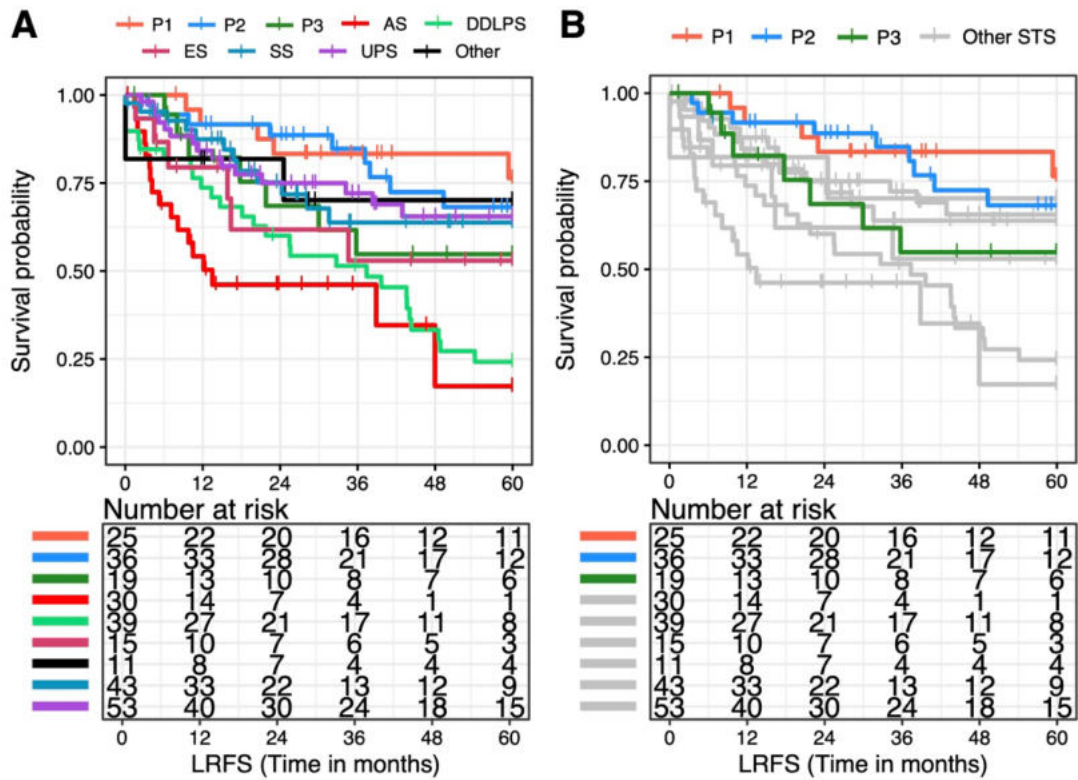 A
P1 P2 P3 AS DDLPS
ES SS UPS Other
Survival probability
1.00
0.75
0.50
0.25
0.00
0 12 24 36 48 60
Number at risk
25 22 20 16 12 11
36 33 28 21 17 12
19 13 10 8 7 6
30 14 7 4 1 1
39 27 21 17 11 8
15 10 7 6 5 3
11 8 7 4 4 4
43 33 22 13 12 9
53 40 30 24 18 15
0 12 24 36 48 60
LRFS (Time in months)
B
P1 P2 P3 Other STS
Survival probability
1.00
0.75
0.50
0.25
0.00
0 12 24 36 48 60
Number at risk
25 22 20 16 12 11
36 33 28 21 17 12
19 13 10 8 7 6
30 14 7 4 1 1
39 27 21 17 11 8
15 10 7 6 5 3
11 8 7 4 4 4
43 33 22 13 12 9
53 40 30 24 18 15
0 12 24 36 48 60
LRFS (Time in months)